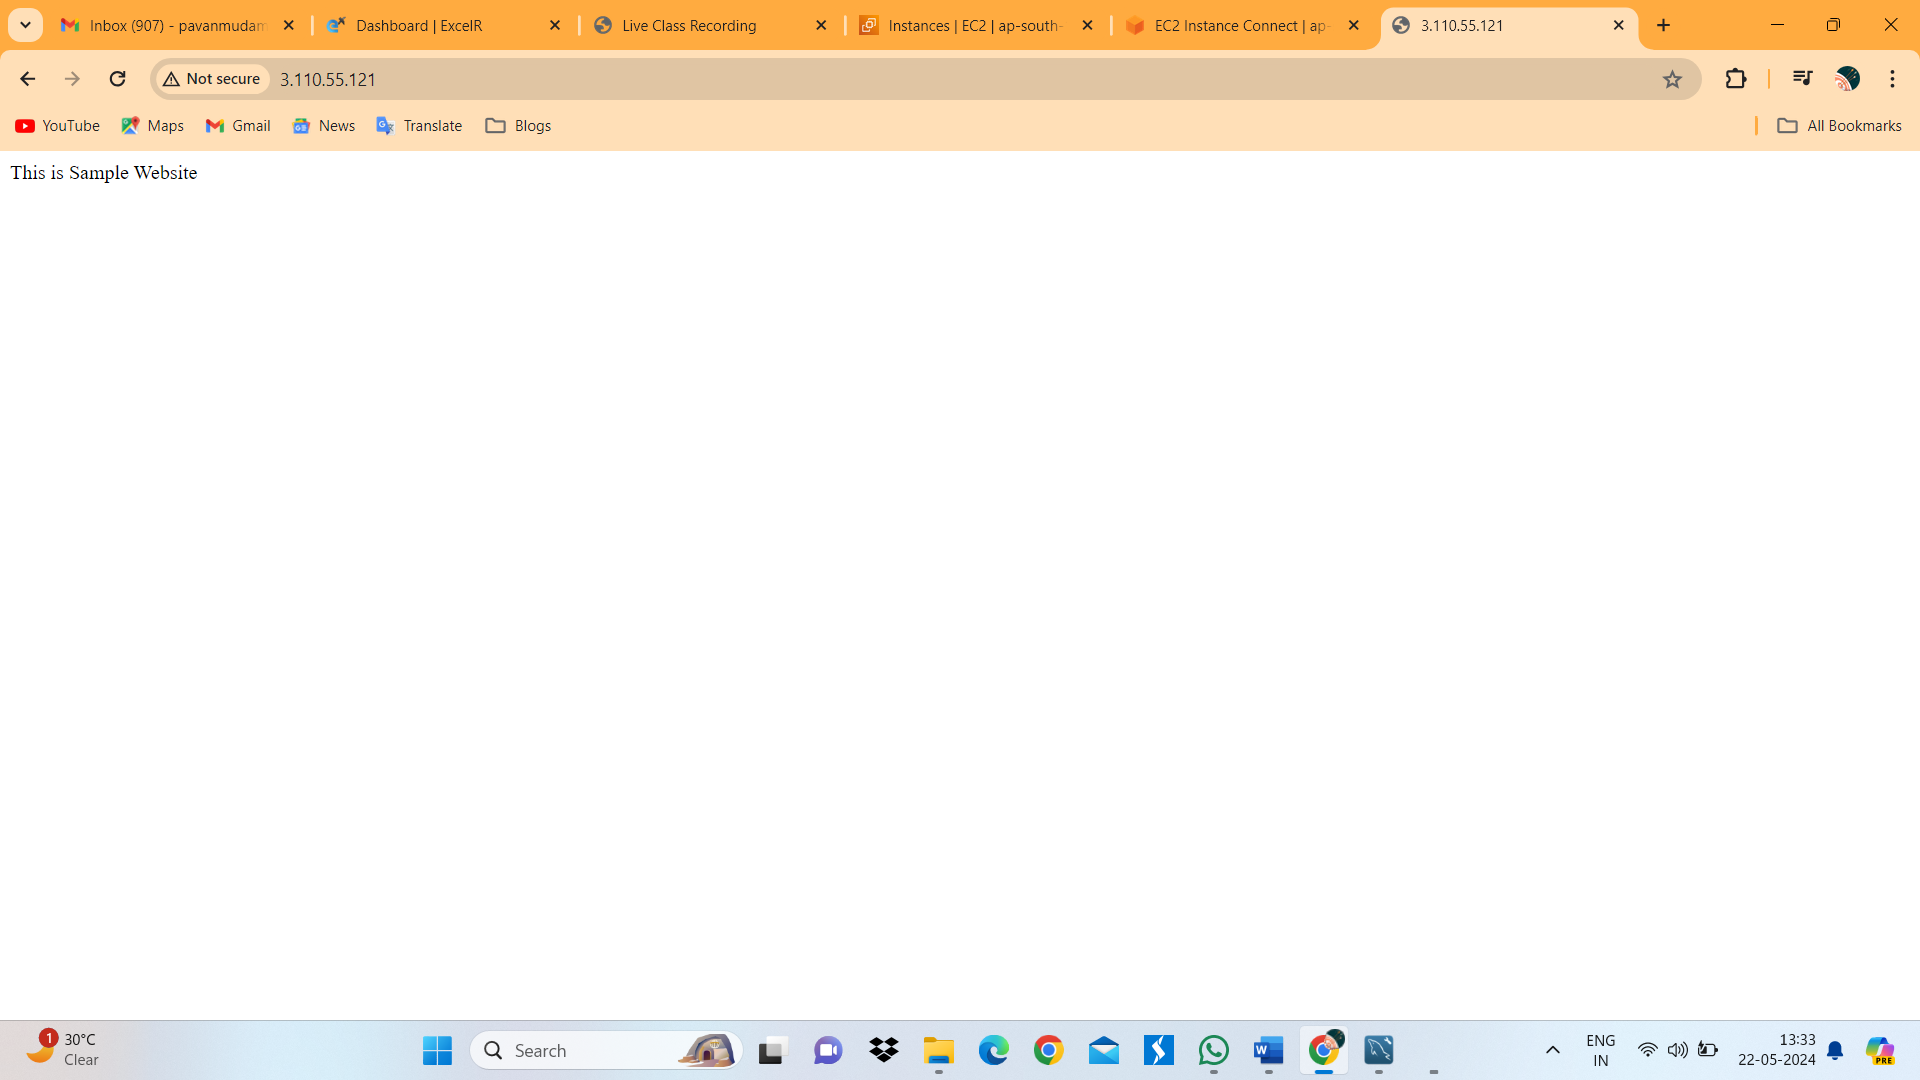 Inbox (907) - pavanmudam
Dashboard | ExcelR
Live Class Recording
Instances | EC2 | ap-south-
EC2 Instance Connect | ap-
3.110.55.121
Not secure
3.110.55.121
YouTube
Maps
Gmail
News
Translate
Blogs
All Bookmarks
This is Sample Website
1
30°C
Clear
Search
W
ENG
IN
13:33
22-05-2024
PRE